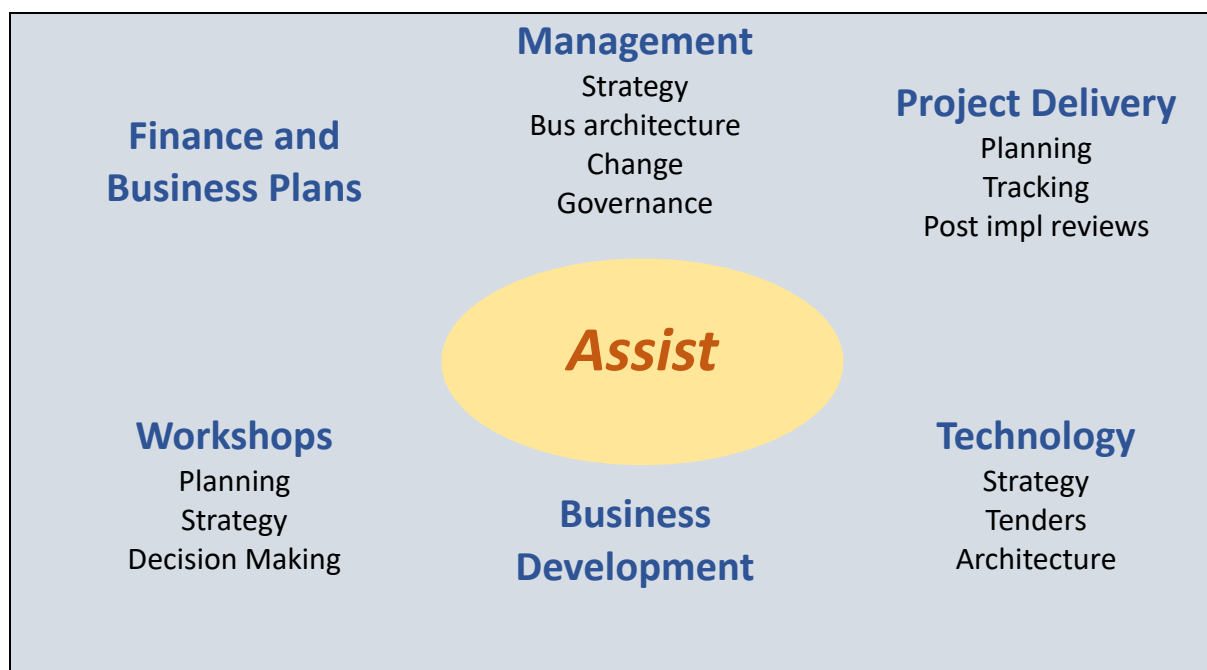 Management
Strategy
Bus architecture
Change
Governance
Project Delivery
Planning
Tracking
Post impl reviews
Finance and
Business Plans
Assist
Workshops
Planning
Strategy
Decision Making
Business
Development
Technology
Strategy
Tenders
Architecture